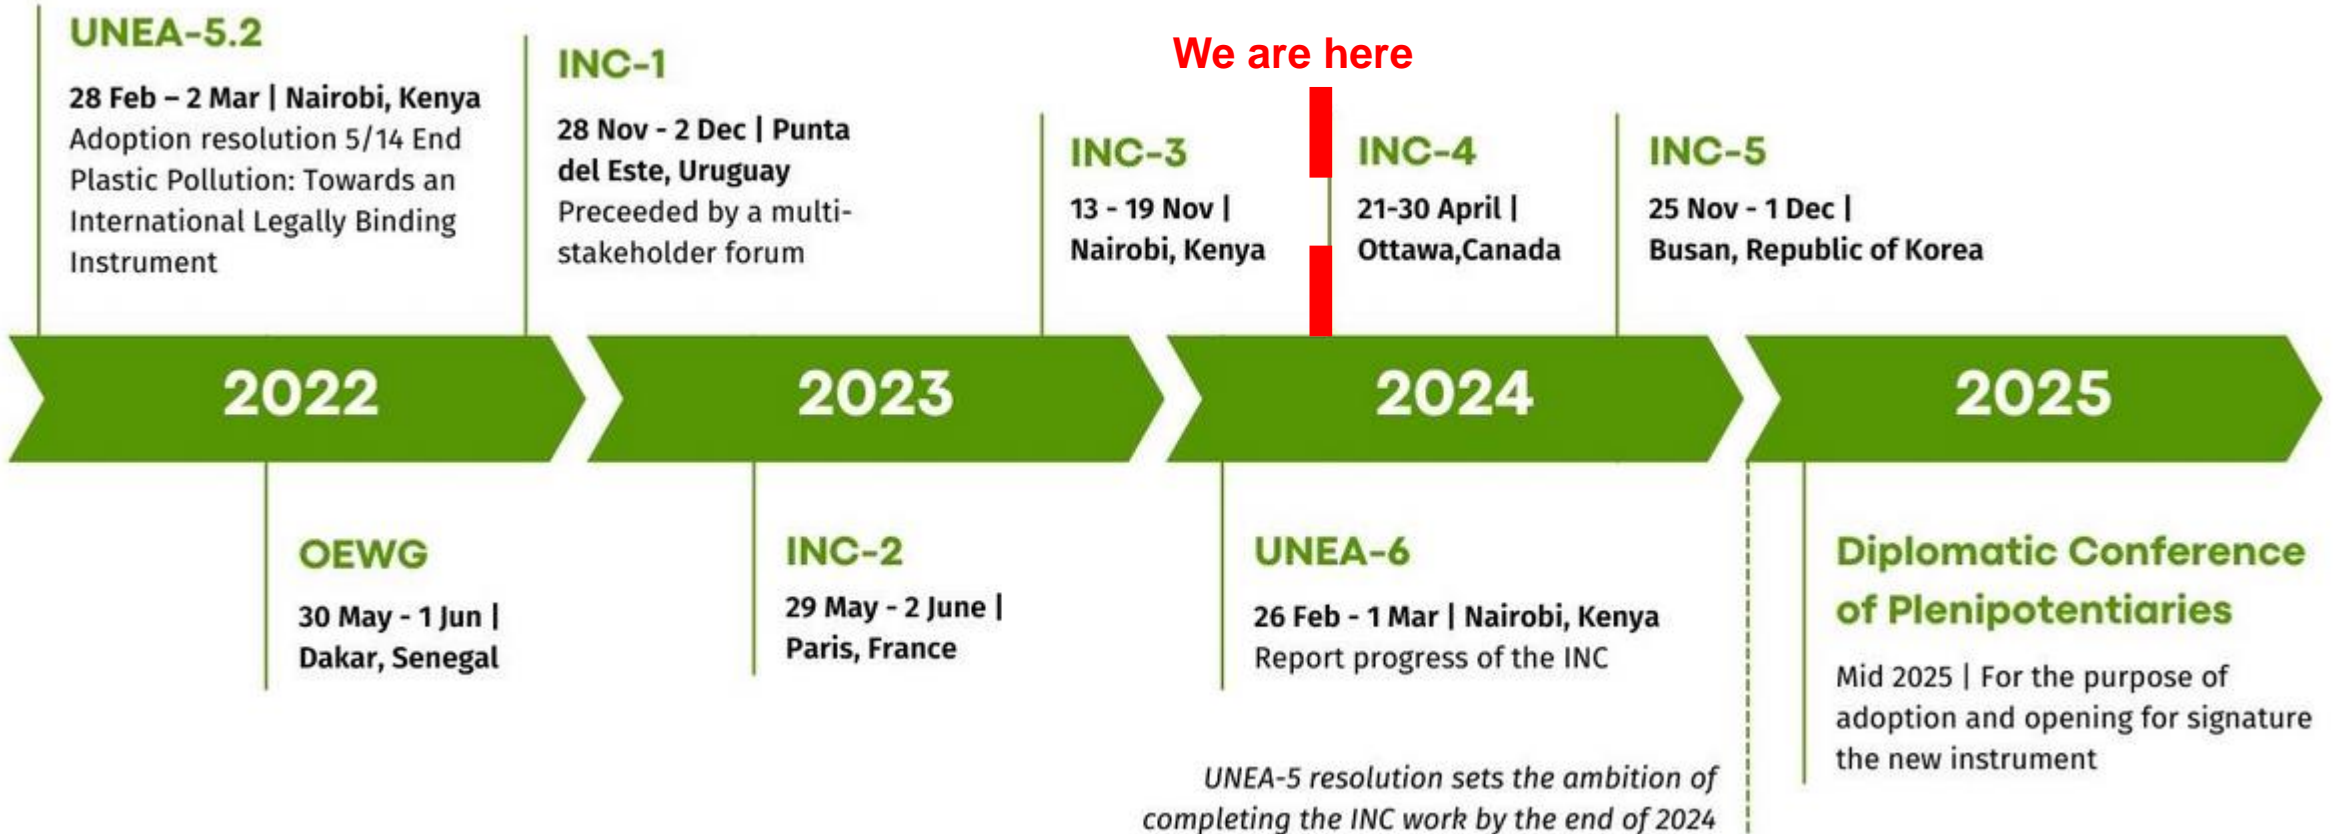 UNEA-5.2
28 Feb – 2 Mar | Nairobi, Kenya
Adoption resolution 5/14 End
Plastic Pollution: Towards an
International Legally Binding
Instrument
INC-1
28 Nov - 2 Dec | Punta
del Este, Uruguay
Preceeded by a multi-
stakeholder forum
We are here
INC-3
13 - 19 Nov |
Nairobi, Kenya
INC-4
21-30 April |
Ottawa,Canada
INC-5
25 Nov - 1 Dec |
Busan, Republic of Korea
2022
2023
2024
2025
OEWG
30 May - 1 Jun |
Dakar, Senegal
INC-2
29 May - 2 June |
Paris, France
UNEA-6
26 Feb - 1 Mar | Nairobi, Kenya
Report progress of the INC
UNEA-5 resolution sets the ambition of
completing the INC work by the end of 2024
Diplomatic Conference
of Plenipotentiaries
Mid 2025 | For the purpose of
adoption and opening for signature
the new instrument